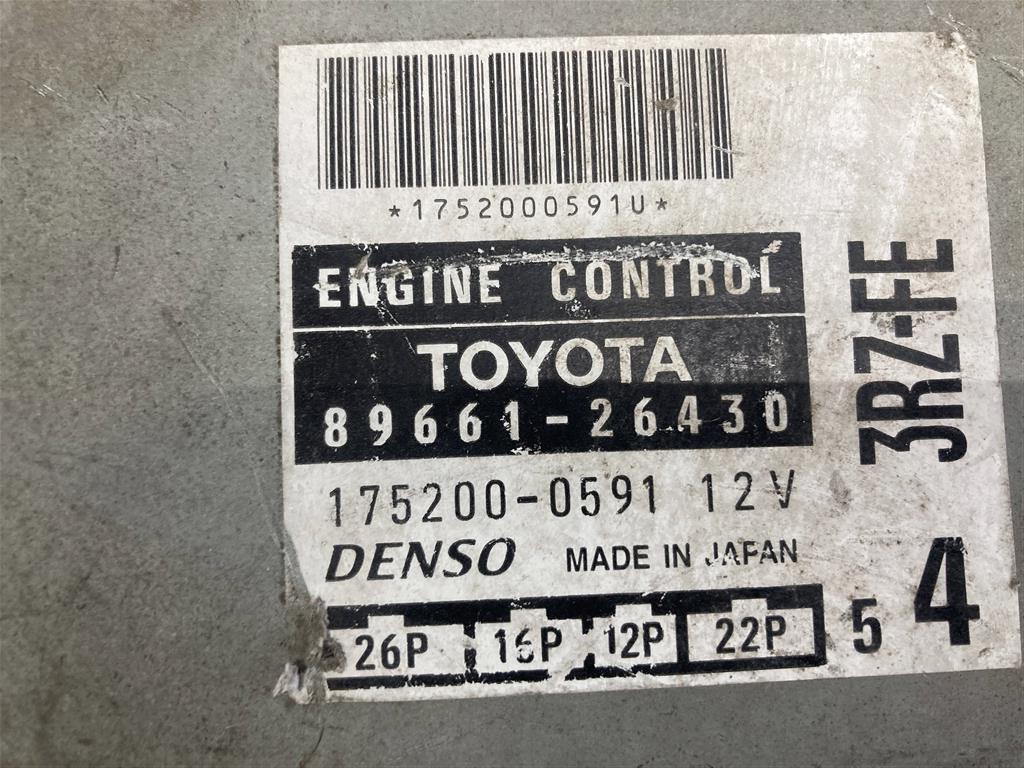 *1752000591U*
ENGINE CONTROL
TOYOTA
89661-26430
175200-0591 12V
DENSO MADE IN JAPAN
26P 16P 12P 22P
5 4
3RZ-FE